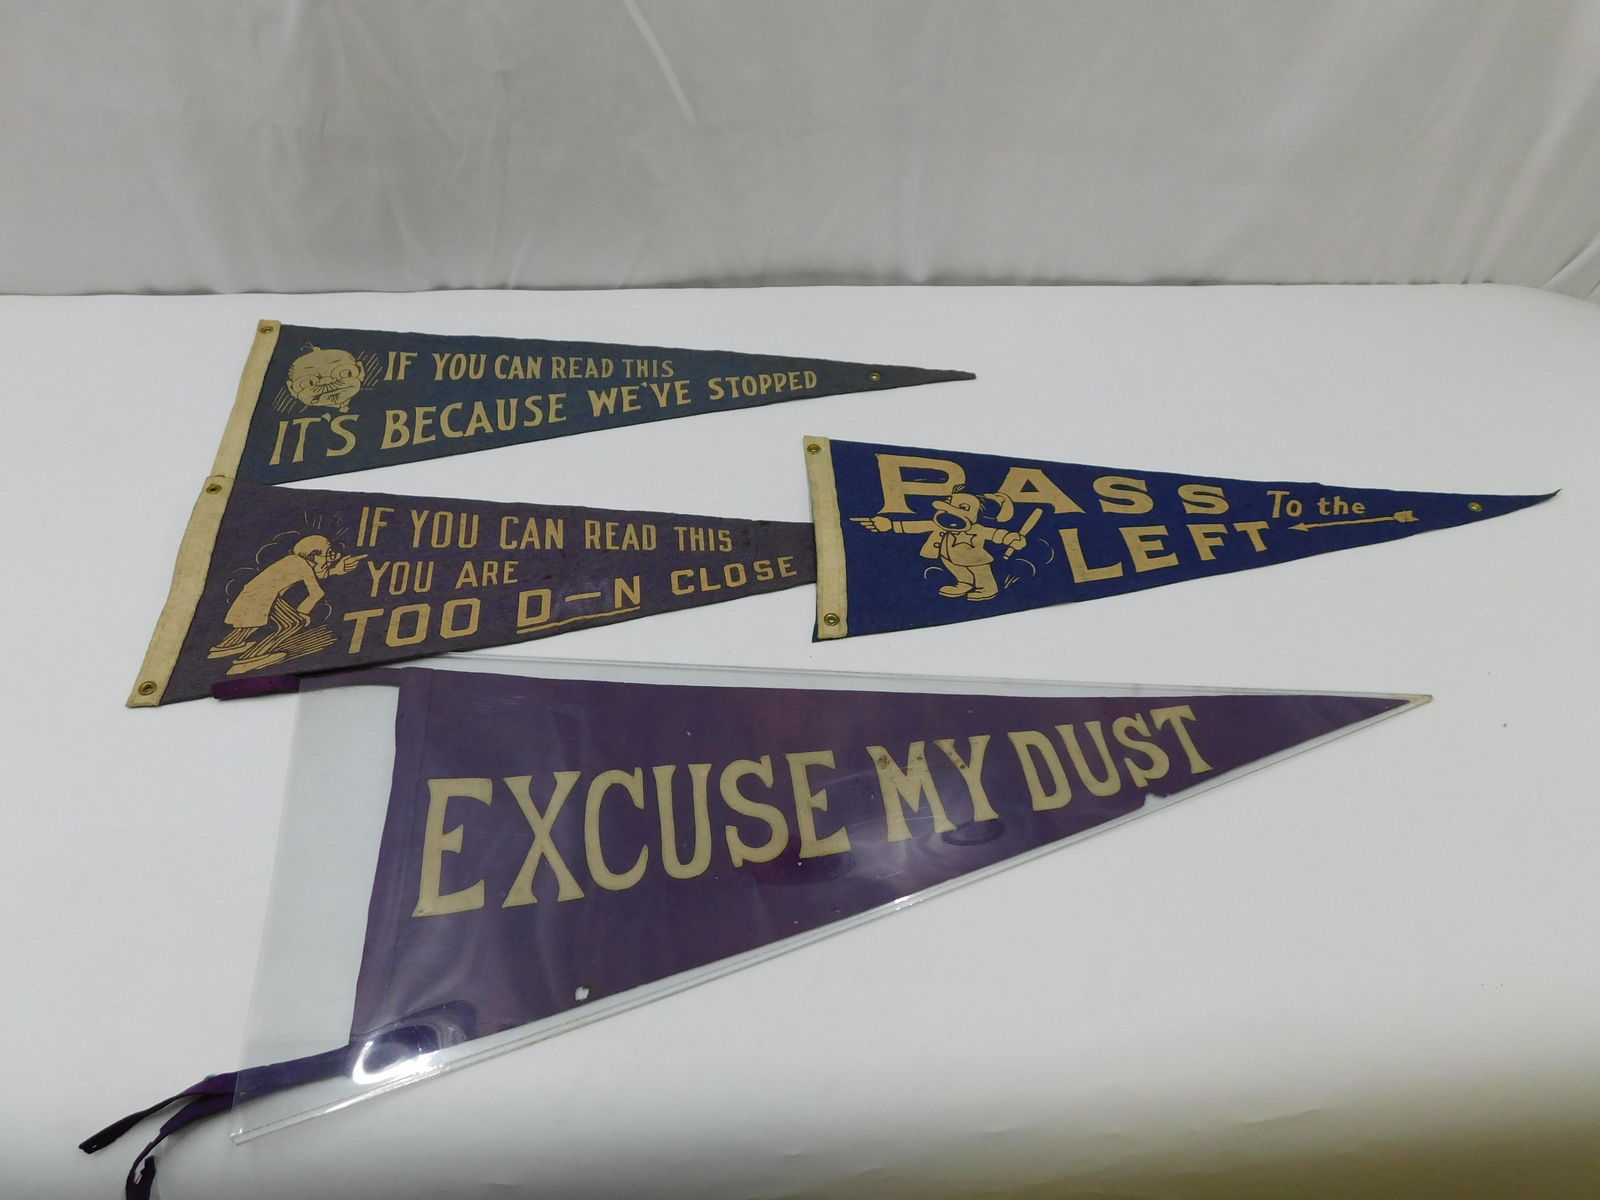 IF YOU CAN READ THIS
IT'S BECAUSE WE'VE STOPPED
PASS To the
LEFT
IF YOU CAN READ THIS
YOU ARE
TOO D—N CLOSE
EXCUSE MY DUST